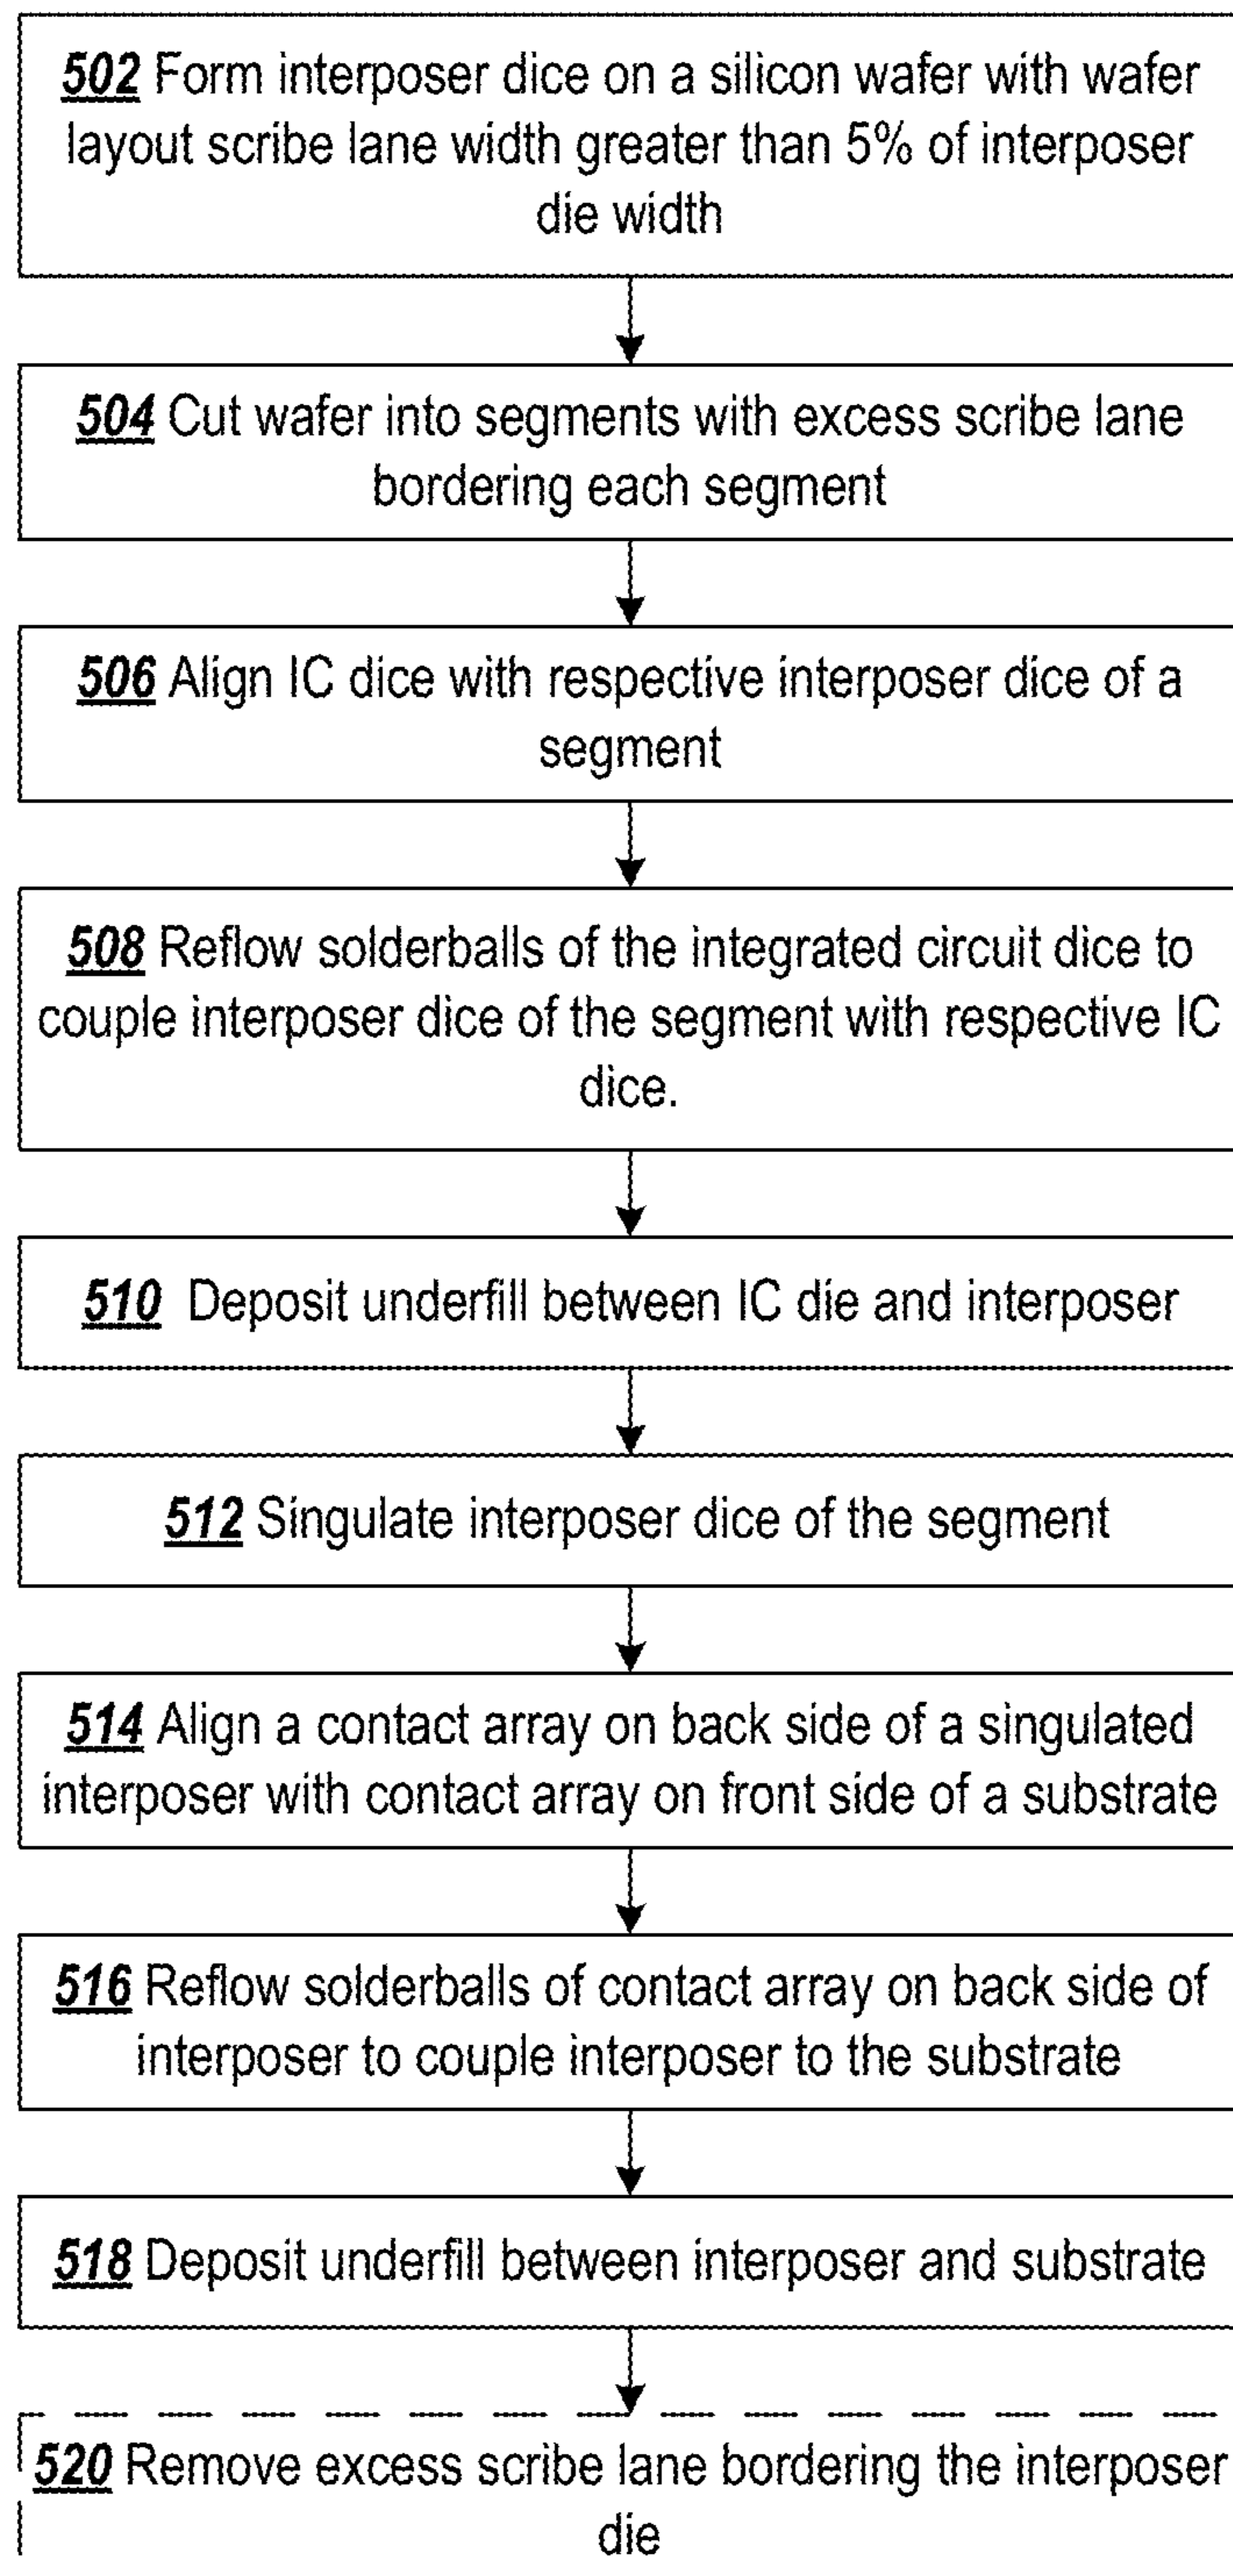 502 Form interposer dice on a silicon wafer with wafer
layout scribe lane width greater than 5% of interposer
die width
504 Cut wafer into segments with excess scribe lane
bordering each segment
506 Align IC dice with respective interposer dice of a
segment
508 Reflow solderballs of the integrated circuit dice to
couple interposer dice of the segment with respective IC
dice.
510 Deposit underfill between IC die and interposer
512 Singulate interposer dice of the segment
514 Align a contact array on back side of a singulated
interposer with contact array on front side of a substrate
516 Reflow solderballs of contact array on back side of
interposer to couple interposer to the substrate
518 Deposit underfill between interposer and substrate
520 Remove excess scribe lane bordering the interposer
die